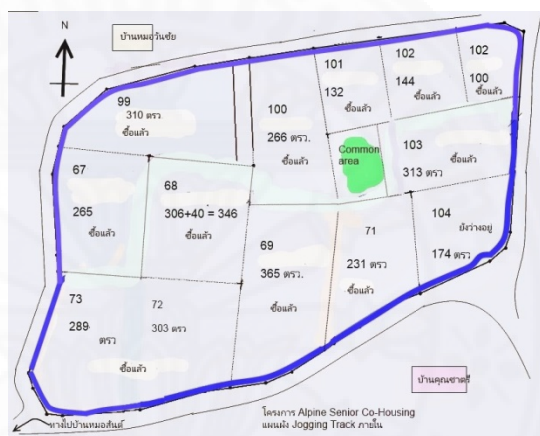 N
บ้านหมอวันชัย
99
310 ตรว.
ซื้อแล้ว
100
266 ตรว.
ซื้อแล้ว
101
132
ซื้อแล้ว
102
144
ซื้อแล้ว
102
100
ซื้อแล้ว
67
265
ซื้อแล้ว
68
306+40 = 346
ซื้อแล้ว
Common
area
103
313 ตรว
ซื้อแล้ว
69
365 ตรว.
ซื้อแล้ว
71
231 ตรว
ซื้อแล้ว
104
ยังว่างอยู่
174 ตรว
73
289
ตรว
72
303 ตรว
ซื้อแล้ว
บ้านคุณชาตรี
ทางไปบ้านหมอสันต์
โครงการ Alpine Senior Co-Housing
แผนผัง Jogging Track ภายใน